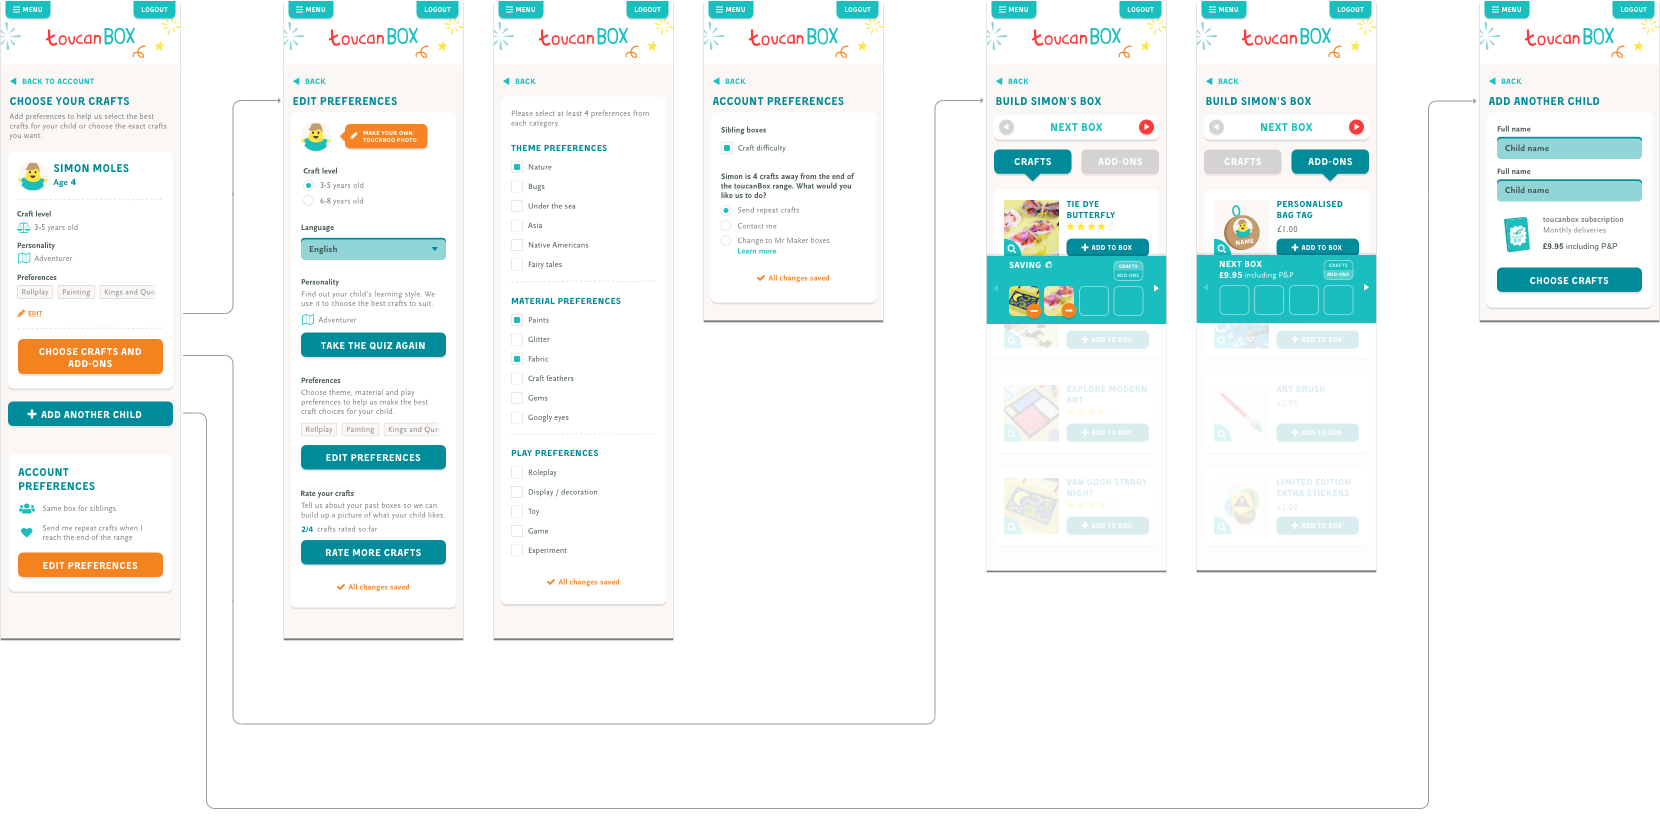 MENU
LOGOUT
toucanBOX
BACK TO ACCOUNT
CHOOSE YOUR CRAFTS
Add preferences to help us select the best
crafts for your child or choose the exact crafts
you want.
SIMON MOLES
Age 4
Craft level
3-5 years old
Personality
Adventurer
Preferences
Rollplay
Painting
Kings and Que
EDIT
CHOOSE CRAFTS AND
ADD-ONS
ADD ANOTHER CHILD
ACCOUNT
PREFERENCES
Same box for siblings
Send me repeat crafts when I
reach the end of the range
EDIT PREFERENCES
MENU
LOGOUT
toucanBOX
BACK
EDIT PREFERENCES
MAKE YOUR OWN
TOUCANOO PHOTO
Craft level
3-5 years old
6-8 years old
Language
English
Personality
Find out your child's learning style. We
use it to choose the best crafts to suit.
Adventurer
TAKE THE QUIZ AGAIN
Preferences
Choose theme, material and play
preferences to help us make the best
craft choices for your child.
Rollplay
Painting
Kings and Que
EDIT PREFERENCES
Rate your crafts
Tell us about your past boxes so we can
build up a picture of what your child likes.
2/4 crafts rated so far
RATE MORE CRAFTS
All changes saved
MENU
LOGOUT
toucanBOX
BACK
Please select at least 4 preferences from
each category.
THEME PREFERENCES
Nature
Bugs
Under the sea
Asia
Native Americans
Fairy tales
MATERIAL PREFERENCES
Paints
Glitter
Fabric
Craft feathers
Gems
Googly eyes
PLAY PREFERENCES
Roleplay
Display / decoration
Toy
Game
Experiment
All changes saved
MENU
LOGOUT
toucanBOX
BACK
ACCOUNT PREFERENCES
Sibling boxes
Craft difficulty
Simon is 4 crafts away from the end of
the toucanBox range. What would you
like us to do?
Send repeat crafts
Contact me
Change to Mr Maker boxes
Learn more
All changes saved
MENU
LOGOUT
toucanBOX
BACK
BUILD SIMON'S BOX
NEXT BOX
CRAFTS
ADD-ONS
TIE DYE
BUTTERFLY
ADD TO BOX
SAVING
CRAFTS
ADD-ONS
ADD TO BOX
EXPLORE MODERN
ART
ADD TO BOX
VAN GOGH STARRY
NIGHT
ADD TO BOX
MENU
LOGOUT
toucanBOX
BACK
BUILD SIMON'S BOX
NEXT BOX
CRAFTS
ADD-ONS
NAME
PERSONALISED
BAG TAG
£1.00
ADD TO BOX
NEXT BOX
£9.95 including P&P
CRAFTS
ADD-ONS
ADD TO BOX
ART BRUSH
£2.95
ADD TO BOX
LIMITED EDITION
EXTRA STICKERS
£1.00
ADD TO BOX
MENU
LOGOUT
toucanBOX
BACK
ADD ANOTHER CHILD
Full name
Child name
Full name
Child name
toucanbox subscription
Monthly deliveries
£9.95 including P&P
CHOOSE CRAFTS